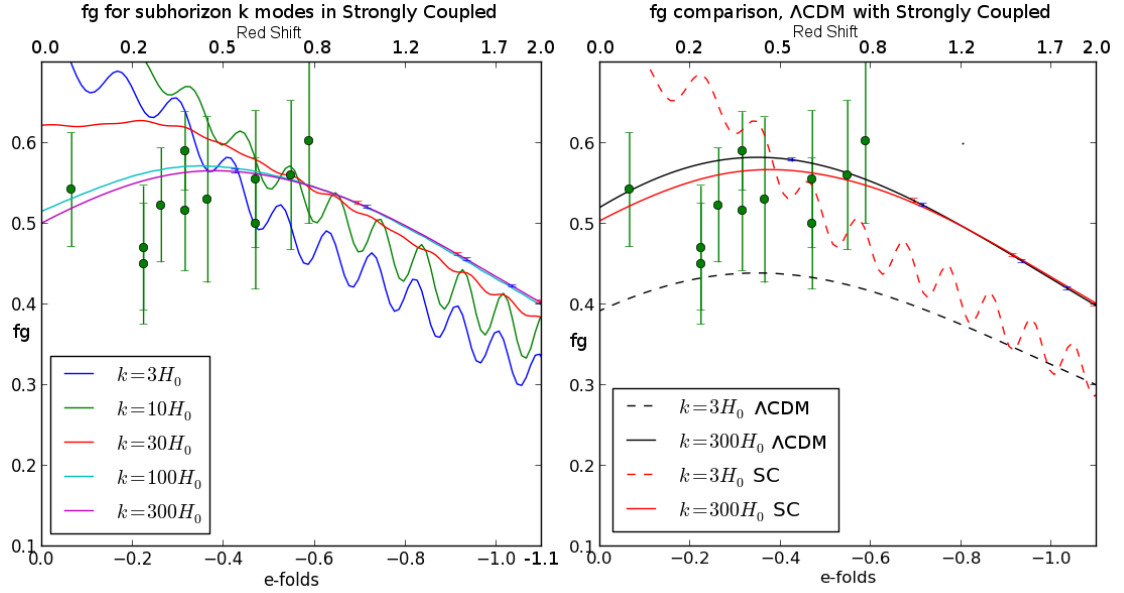 fg for subhorizon k modes in Strongly Coupled
Red Shift
0.0 0.2 0.5 0.8 1.2 1.7 2.0
0.6
0.5
0.4
fg
0.3
0.2
0.1
k=3H₀
k=10H₀
k=30H₀
k=100H₀
k=300H₀
0.0 −0.2 −0.4 −0.6 −0.8 −1.0 -1.1
e-folds
fg comparison, ΛCDM with Strongly Coupled
Red Shift
0.0 0.2 0.5 0.8 1.2 1.7 2.0
0.6
0.5
0.4
fg
0.3
0.2
0.1
k=3H₀ ΛCDM
k=300H₀ ΛCDM
k=3H₀ SC
k=300H₀ SC
0.0 −0.2 −0.4 −0.6 −0.8 −1.0
e-folds